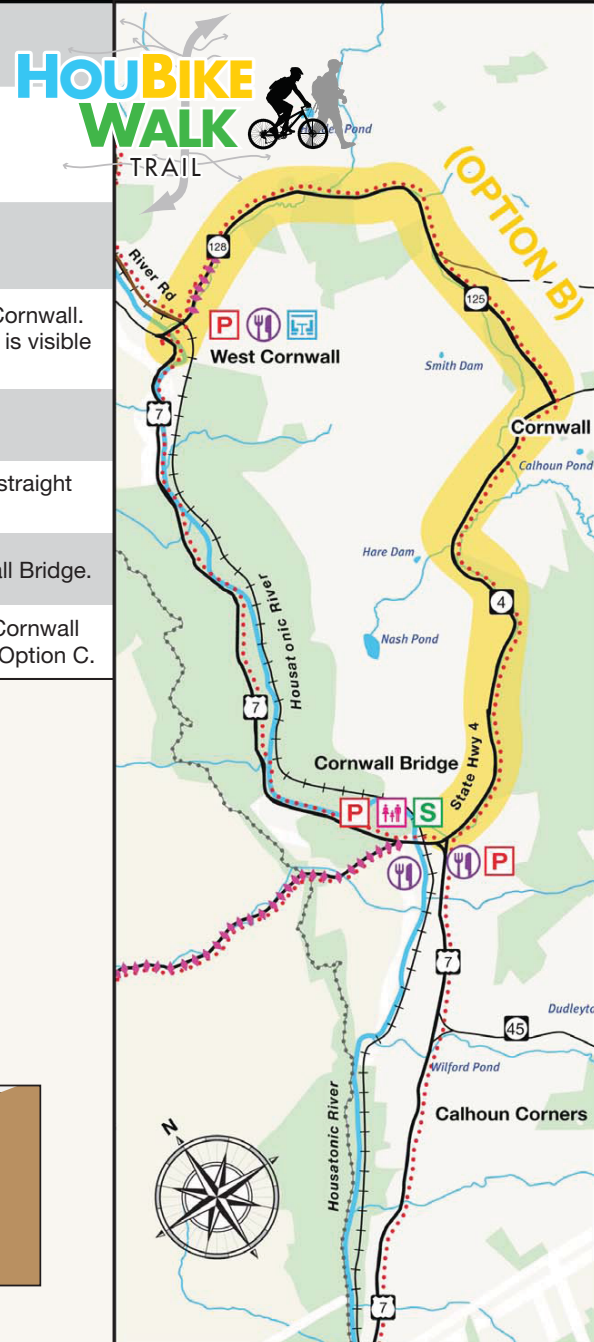 HOUBIKE
WALK
TRAIL
Pond
(OPTION B)
128
River Rd
125
Cornwall.
is visible
P
West Cornwall
Smith Dam
7
Cornwall
Calhoun Pond
straight
Hare Dam
all Bridge.
4
Cornwall
Option C.
Nash Pond
Housatonic River
7
State Hwy 4
Cornwall Bridge
P
S
P
7
Dudleyto
45
Wilford Pond
Calhoun Corners
Housatonic River
N
7